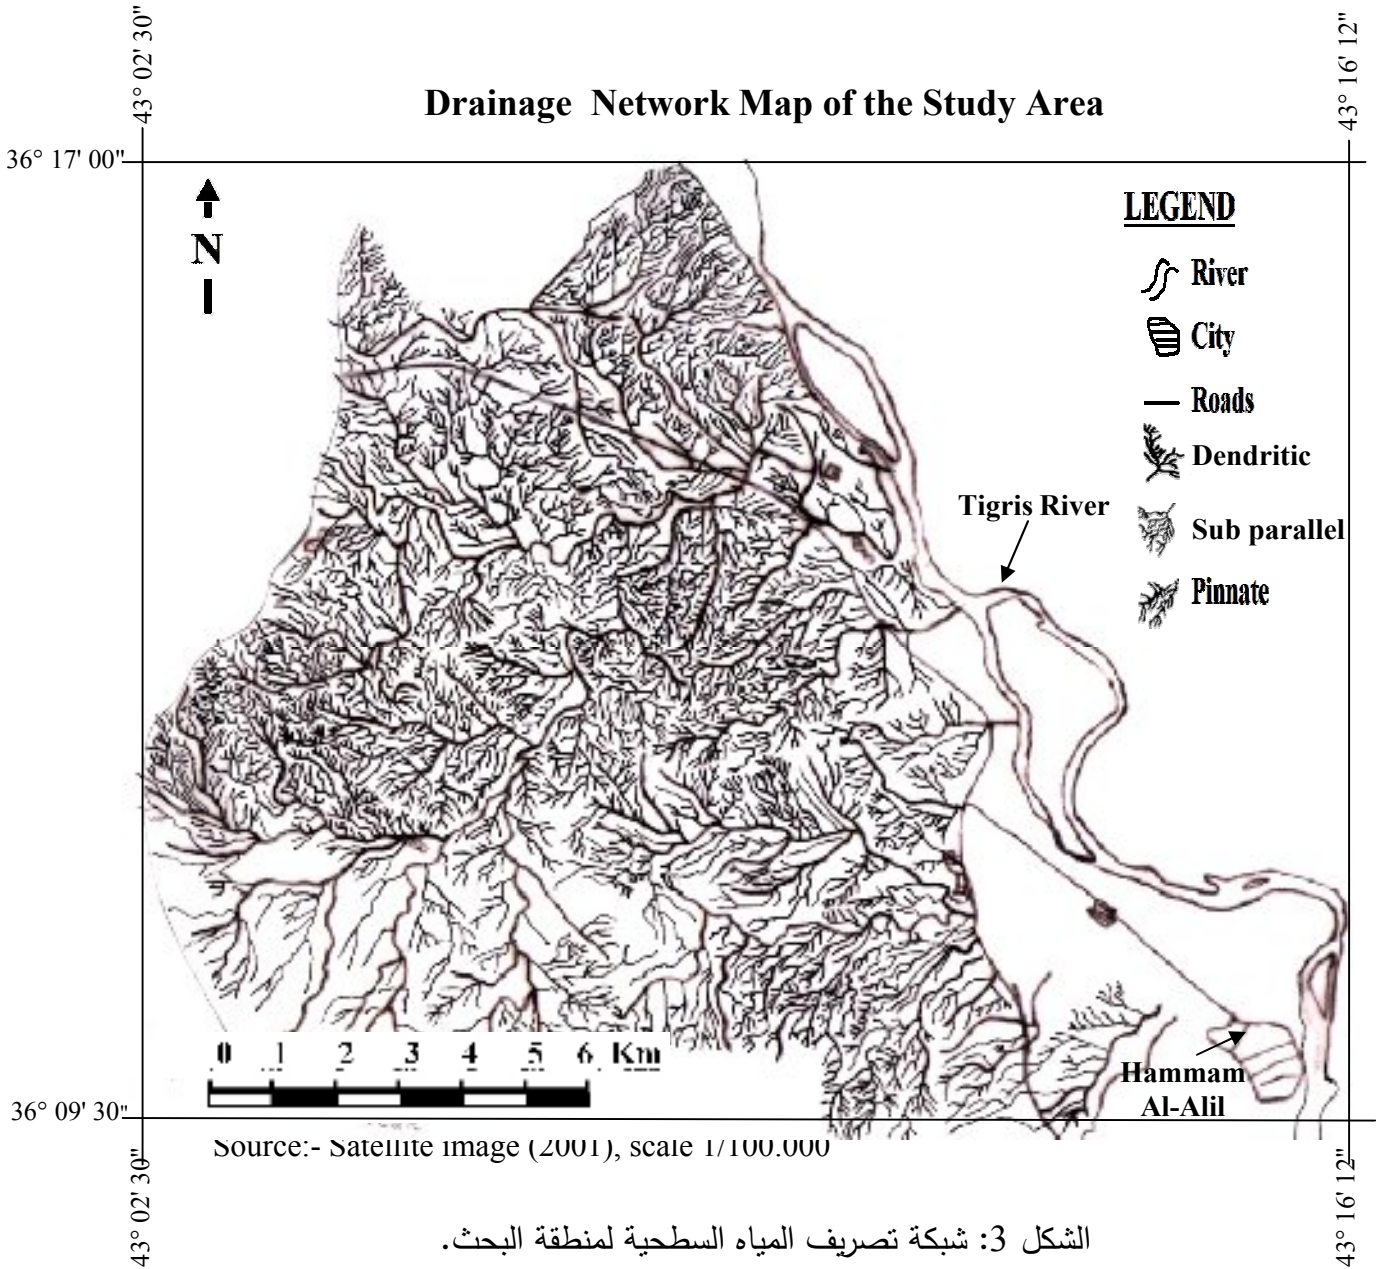 43° 02' 30"
43° 16' 12"
Drainage Network Map of the Study Area
36° 17' 00"
N
LEGEND
River
City
Roads
Dendritic
Sub parallel
Pinnate
Tigris River
0 1 2 3 4 5 6 Km
Hammam
Al-Alil
36° 09' 30"
Source:- Satellite image (2001), scale 1/100.000
43° 02' 30"
43° 16' 12"
الشكل 3: شبكة تصريف المياه السطحية لمنطقة البحث.